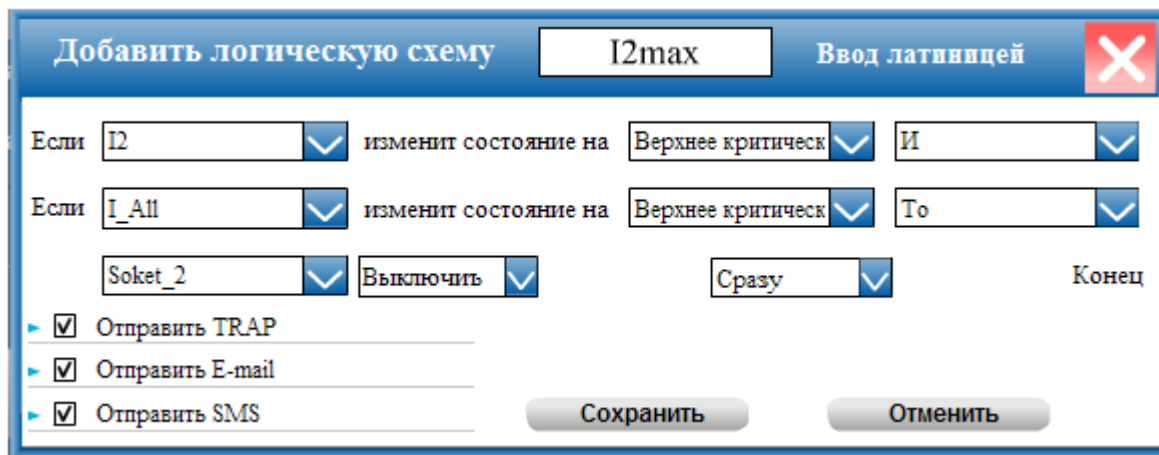 Добавить логическую схему I2max Ввод латиницей
Если I2 изменит состояние на Верхнее критическ И
Если I_All изменит состояние на Верхнее критическ То
Soket_2 Выключить Сразу Конец
Отправить TRAP
Отправить E-mail
Отправить SMS Сохранить Отменить